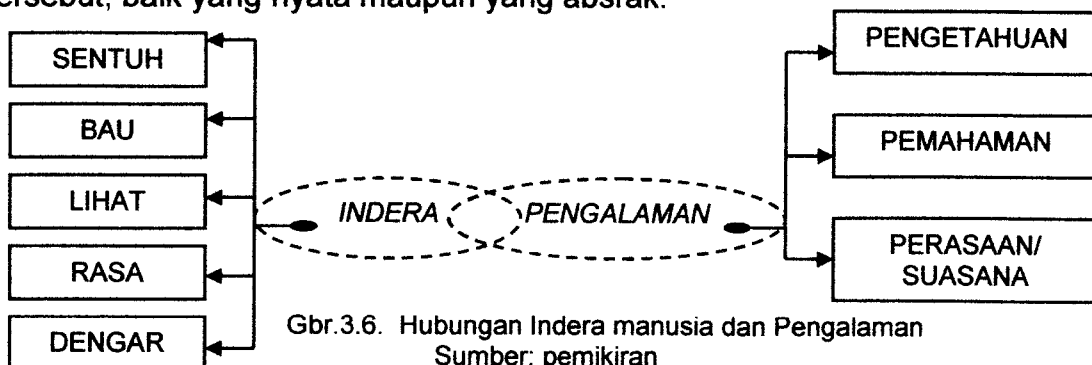 tersebut, baik yang nyata maupun yang absrak.
SENTUH
BAU
LIHAT
RASA
DENGAR
INDERA
PENGALAMAN
PENGETAHUAN
PEMAHAMAN
PERASAAN/
SUASANA
Gbr.3.6. Hubungan Indera manusia dan Pengalaman
Sumber: pemikiran